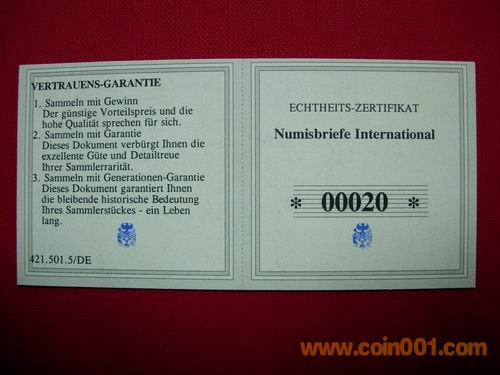 VERTRAUENS-GARANTIE
1. Sammeln mit Gewinn
Der günstige Vorteilspreis und die
hohe Qualität sprechen für sich.
2. Sammeln mit Garantie
Dieses Dokument verbürgt Ihnen die
exzellente Güte und Detailtreue
Ihrer Sammlerrarität.
3. Sammeln mit Generationen-Garantie
Dieses Dokument garantiert Ihnen
die bleibende historische Bedeutung
Ihres Sammlerstückes - ein Leben
lang.
421.501.5/DE
ECHTHEITS-ZERTIFIKAT
Numisbriefe International
* 00020 *
www.coin001.com